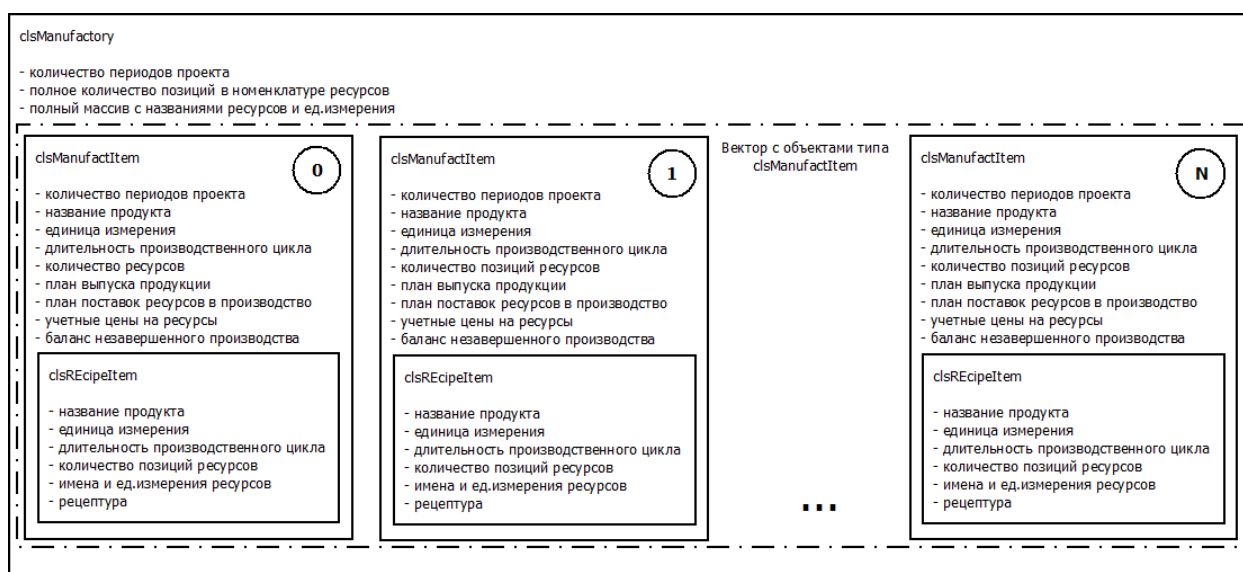 clsManufactory
- количество периодов проекта
- полное количество позиций в номенклатуре ресурсов
- полный массив с названиями ресурсов и ед.измерения
clsManufactItem
0
- количество периодов проекта
- название продукта
- единица измерения
- длительность производственного цикла
- количество ресурсов
- план выпуска продукции
- план поставок ресурсов в производство
- учетные цены на ресурсы
- баланс незавершенного производства
clsREcipeItem
- название продукта
- единица измерения
- длительность производственного цикла
- количество позиций ресурсов
- имена и ед.измерения ресурсов
- рецептура
clsManufactItem
1
- количество периодов проекта
- название продукта
- единица измерения
- длительность производственного цикла
- количество позиций ресурсов
- план выпуска продукции
- план поставок ресурсов в производство
- учетные цены на ресурсы
- баланс незавершенного производства
clsREcipeItem
- название продукта
- единица измерения
- длительность производственного цикла
- количество позиций ресурсов
- имена и ед.измерения ресурсов
- рецептура
Вектор с объектами типа
clsManufactItem
...
clsManufactItem
N
- количество периодов проекта
- название продукта
- единица измерения
- длительность производственного цикла
- количество позиций ресурсов
- план выпуска продукции
- план поставок ресурсов в производство
- учетные цены на ресурсы
- баланс незавершенного производства
clsREcipeItem
- название продукта
- единица измерения
- длительность производственного цикла
- количество позиций ресурсов
- имена и ед.измерения ресурсов
- рецептура